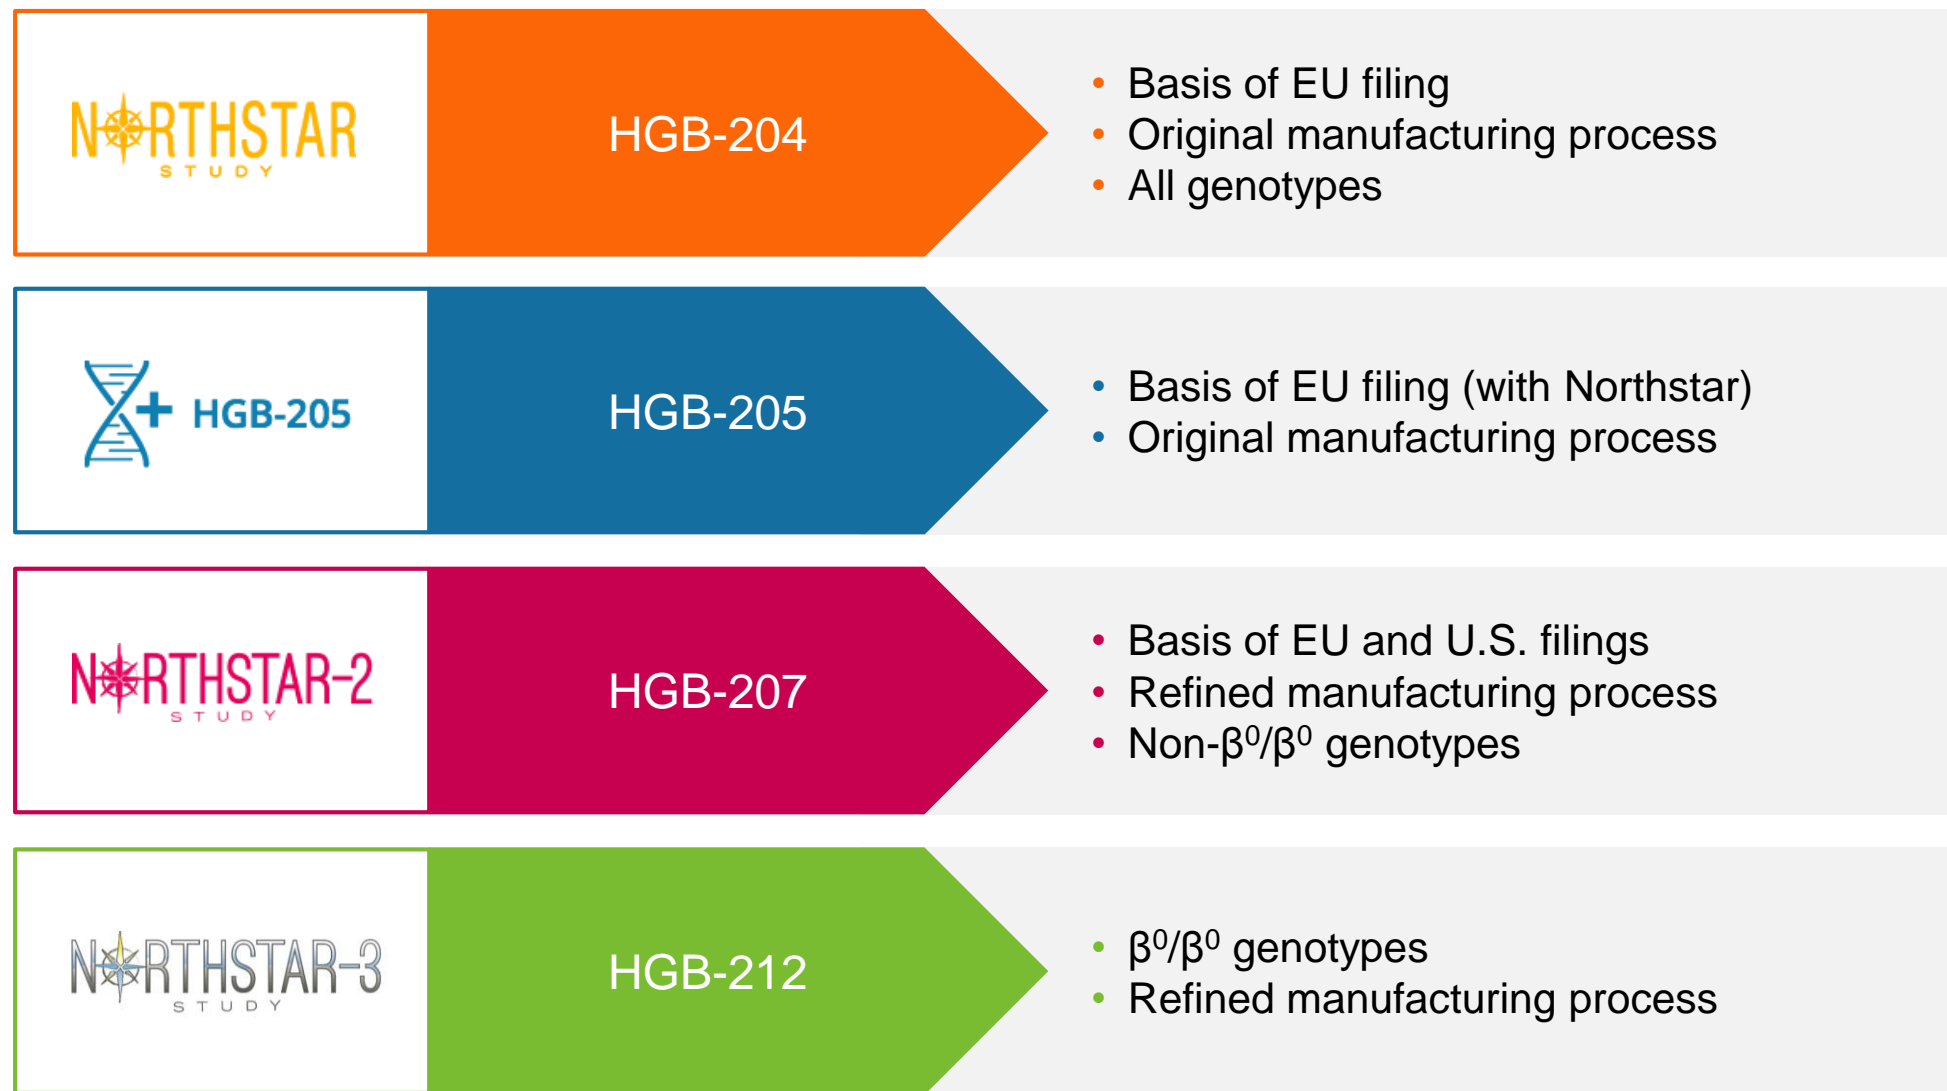 NORTHSTAR
STUDY
HGB-204
• Basis of EU filing
• Original manufacturing process
• All genotypes
HGB-205
HGB-205
• Basis of EU filing (with Northstar)
• Original manufacturing process
NORTHSTAR-2
STUDY
HGB-207
• Basis of EU and U.S. filings
• Refined manufacturing process
• Non-β⁰/β⁰ genotypes
NORTHSTAR-3
STUDY
HGB-212
• β⁰/β⁰ genotypes
• Refined manufacturing process